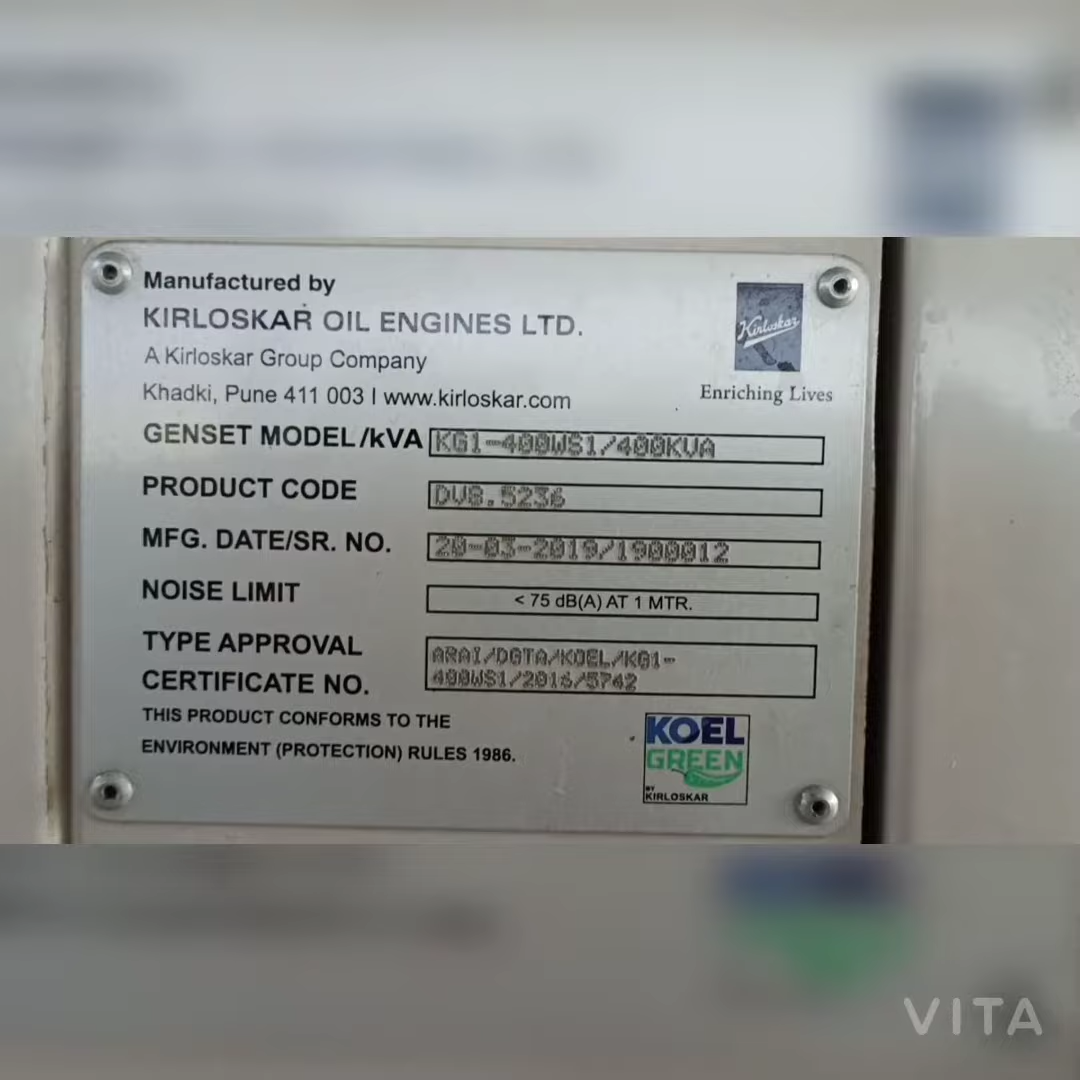 Manufactured by
KIRLOSKAR OIL ENGINES LTD.
A Kirloskar Group Company
Khadki, Pune 411 003 I www.kirloskar.com
Kirloskar
Enriching Lives
GENSET MODEL/kVA KG1-400WS1/400KVA
PRODUCT CODE DV8.5236
MFG. DATE/SR. NO. 20-03-2019/1900012
NOISE LIMIT < 75 dB(A) AT 1 MTR.
TYPE APPROVAL ARAI/DGTA/KOEL/KG1-
CERTIFICATE NO. 400WS1/2016/5742
THIS PRODUCT CONFORMS TO THE
ENVIRONMENT (PROTECTION) RULES 1986.
KOEL
GREEN
BY
KIRLOSKAR
VITA